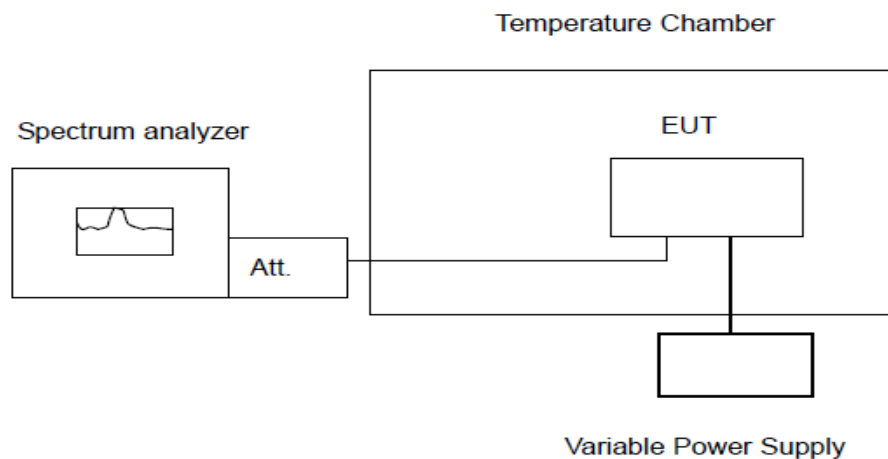 Temperature Chamber
Spectrum analyzer
EUT
Att.
Variable Power Supply